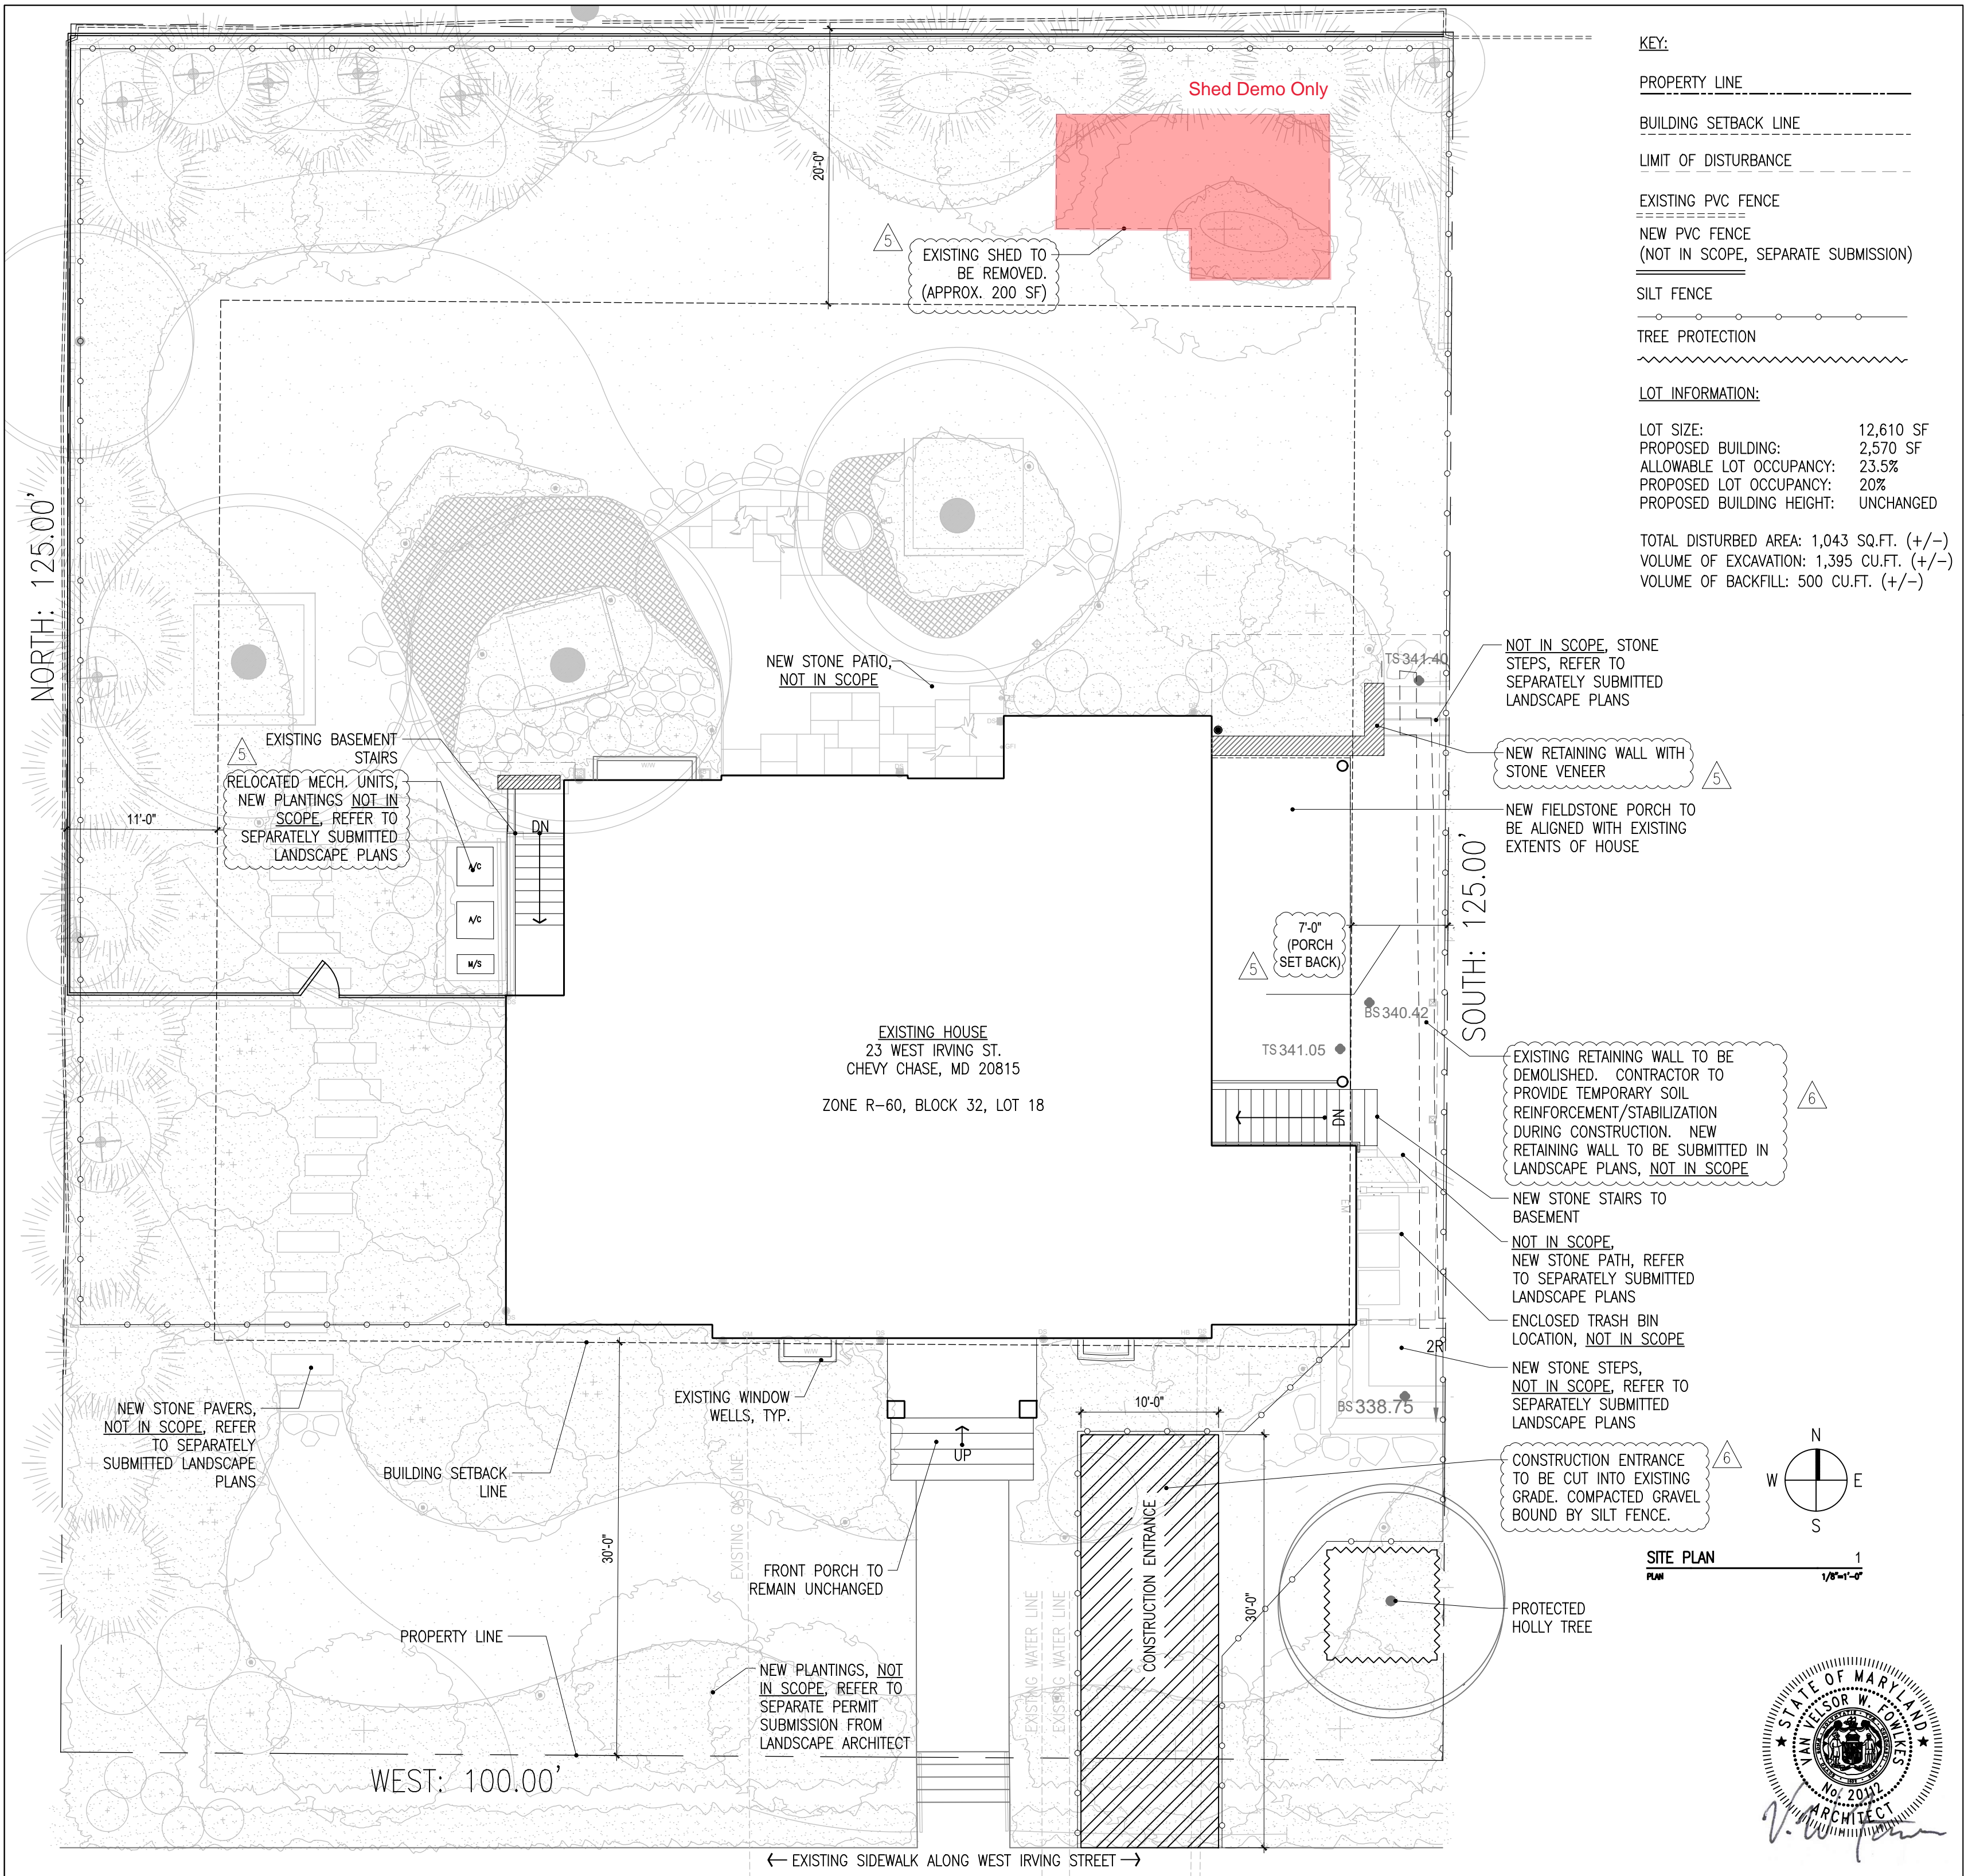 Shed Demo Only
20'-0"
5
EXISTING SHED TO
BE REMOVED.
(APPROX. 200 SF)
KEY:
PROPERTY LINE
BUILDING SETBACK LINE
LIMIT OF DISTURBANCE
EXISTING PVC FENCE
NEW PVC FENCE
(NOT IN SCOPE, SEPARATE SUBMISSION)
SILT FENCE
TREE PROTECTION
LOT INFORMATION:
LOT SIZE: 12,610 SF
PROPOSED BUILDING: 2,570 SF
ALLOWABLE LOT OCCUPANCY: 23.5%
PROPOSED LOT OCCUPANCY: 20%
PROPOSED BUILDING HEIGHT: UNCHANGED
TOTAL DISTURBED AREA: 1,043 SQ.FT. (+/-)
VOLUME OF EXCAVATION: 1,395 CU.FT. (+/-)
VOLUME OF BACKFILL: 500 CU.FT. (+/-)
NORTH: 125.00'
NEW STONE PATIO,
NOT IN SCOPE
TS 341.40
NOT IN SCOPE, STONE
STEPS, REFER TO
SEPARATELY SUBMITTED
LANDSCAPE PLANS
5
EXISTING BASEMENT
STAIRS
RELOCATED MECH. UNITS,
NEW PLANTINGS NOT IN
SCOPE, REFER TO
SEPARATELY SUBMITTED
LANDSCAPE PLANS
11'-0"
W/W
DN
A/C
A/C
M/S
NEW RETAINING WALL WITH
STONE VENEER
5
NEW FIELDSTONE PORCH TO
BE ALIGNED WITH EXISTING
EXTENTS OF HOUSE
SOUTH: 125.00'
7'-0"
(PORCH
SET BACK)
5
BS 340.42
TS 341.05
EXISTING HOUSE
23 WEST IRVING ST.
CHEVY CHASE, MD 20815
ZONE R-60, BLOCK 32, LOT 18
DN
EXISTING RETAINING WALL TO BE
DEMOLISHED. CONTRACTOR TO
PROVIDE TEMPORARY SOIL
REINFORCEMENT/STABILIZATION
DURING CONSTRUCTION. NEW
RETAINING WALL TO BE SUBMITTED IN
LANDSCAPE PLANS, NOT IN SCOPE
6
NEW STONE STAIRS TO
BASEMENT
NOT IN SCOPE,
NEW STONE PATH, REFER
TO SEPARATELY SUBMITTED
LANDSCAPE PLANS
ENCLOSED TRASH BIN
LOCATION, NOT IN SCOPE
EM
2R
NEW STONE STEPS,
NOT IN SCOPE, REFER TO
SEPARATELY SUBMITTED
LANDSCAPE PLANS
BS 338.75
W/W
EXISTING WINDOW
WELLS, TYP.
NEW STONE PAVERS,
NOT IN SCOPE, REFER
TO SEPARATELY
SUBMITTED LANDSCAPE
PLANS
BUILDING SETBACK
LINE
30'-0"
10'-0"
UP
EXISTING GAS LINE
CONSTRUCTION ENTRANCE
TO BE CUT INTO EXISTING
GRADE. COMPACTED GRAVEL
BOUND BY SILT FENCE.
6
N
W
E
S
SITE PLAN 1
PLAN 1/8"=1'-0"
FRONT PORCH TO
REMAIN UNCHANGED
CONSTRUCTION ENTRANCE
30'-0"
EXISTING WATER LINE
EXISTING WATER LINE
PROTECTED
HOLLY TREE
PROPERTY LINE
NEW PLANTINGS, NOT
IN SCOPE, REFER TO
SEPARATE PERMIT
SUBMISSION FROM
LANDSCAPE ARCHITECT
WEST: 100.00'
EXISTING SIDEWALK ALONG WEST IRVING STREET
STATE OF MARYLAND
VAN VELSOR W. FOWLKES
No. 20112
ARCHITECT